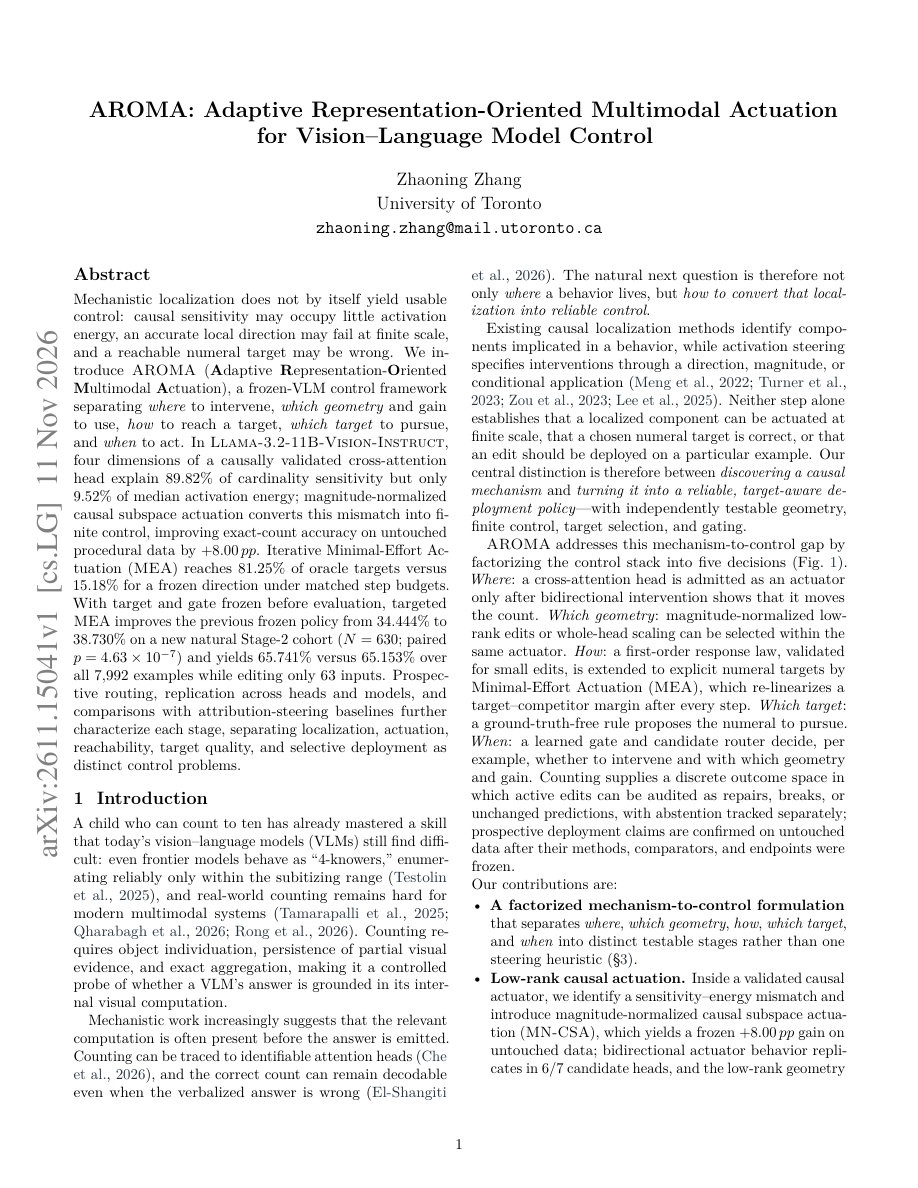 AROMA: Adaptive Representation-Oriented Multimodal Actuation
for Vision–Language Model Control
Zhaoning Zhang
University of Toronto
zhaoning.zhang@mail.utoronto.ca
arXiv:2611.15041v1 [cs.LG] 11 Nov 2026
Abstract
Mechanistic localization does not by itself yield usable
control: causal sensitivity may occupy little activation
energy, an accurate local direction may fail at finite scale,
and a reachable numeral target may be wrong. We in-
troduce AROMA (Adaptive Representation-Oriented
Multimodal Actuation), a frozen-VLM control framework
separating where to intervene, which geometry and gain
to use, how to reach a target, which target to pursue,
and when to act. In Llama-3.2-11B-Vision-Instruct,
four dimensions of a causally validated cross-attention
head explain 89.82% of cardinality sensitivity but only
9.52% of median activation energy; magnitude-normalized
causal subspace actuation converts this mismatch into fi-
nite control, improving exact-count accuracy on untouched
procedural data by +8.00 pp. Iterative Minimal-Effort Ac-
tuation (MEA) reaches 81.25% of oracle targets versus
15.18% for a frozen direction under matched step budgets.
With target and gate frozen before evaluation, targeted
MEA improves the previous frozen policy from 34.444% to
38.730% on a new natural Stage-2 cohort (N = 630; paired
p = 4.63 × 10⁻⁷) and yields 65.741% versus 65.153% over
all 7,992 examples while editing only 63 inputs. Prospec-
tive routing, replication across heads and models, and
comparisons with attribution-steering baselines further
characterize each stage, separating localization, actuation,
reachability, target quality, and selective deployment as
distinct control problems.
1 Introduction
A child who can count to ten has already mastered a skill
that today's vision–language models (VLMs) still find diffi-
cult: even frontier models behave as “4-knowers,” enumer-
ating reliably only within the subitizing range (Testolin
et al., 2025), and real-world counting remains hard for
modern multimodal systems (Tamarapalli et al., 2025;
Qharabagh et al., 2026; Rong et al., 2026). Counting re-
quires object individuation, persistence of partial visual
evidence, and exact aggregation, making it a controlled
probe of whether a VLM's answer is grounded in its inter-
nal visual computation.
Mechanistic work increasingly suggests that the relevant
computation is often present before the answer is emitted.
Counting can be traced to identifiable attention heads (Che
et al., 2026), and the correct count can remain decodable
even when the verbalized answer is wrong (El-Shangiti
et al., 2026). The natural next question is therefore not
only where a behavior lives, but how to convert that local-
ization into reliable control.
Existing causal localization methods identify compo-
nents implicated in a behavior, while activation steering
specifies interventions through a direction, magnitude, or
conditional application (Meng et al., 2022; Turner et al.,
2023; Zou et al., 2023; Lee et al., 2025). Neither step alone
establishes that a localized component can be actuated at
finite scale, that a chosen numeral target is correct, or that
an edit should be deployed on a particular example. Our
central distinction is therefore between discovering a causal
mechanism and turning it into a reliable, target-aware de-
ployment policy—with independently testable geometry,
finite control, target selection, and gating.
AROMA addresses this mechanism-to-control gap by
factorizing the control stack into five decisions (Fig. 1).
Where: a cross-attention head is admitted as an actuator
only after bidirectional intervention shows that it moves
the count. Which geometry: magnitude-normalized low-
rank edits or whole-head scaling can be selected within the
same actuator. How: a first-order response law, validated
for small edits, is extended to explicit numeral targets by
Minimal-Effort Actuation (MEA), which re-linearizes a
target–competitor margin after every step. Which target:
a ground-truth-free rule proposes the numeral to pursue.
When: a learned gate and candidate router decide, per
example, whether to intervene and with which geometry
and gain. Counting supplies a discrete outcome space in
which active edits can be audited as repairs, breaks, or
unchanged predictions, with abstention tracked separately;
prospective deployment claims are confirmed on untouched
data after their methods, comparators, and endpoints were
frozen.
Our contributions are:
• A factorized mechanism-to-control formulation
that separates where, which geometry, how, which target,
and when into distinct testable stages rather than one
steering heuristic (§3).
• Low-rank causal actuation. Inside a validated causal
actuator, we identify a sensitivity–energy mismatch and
introduce magnitude-normalized causal subspace actua-
tion (MN-CSA), which yields a frozen +8.00 pp gain on
untouched data; bidirectional actuator behavior repli-
cates in 6/7 candidate heads, and the low-rank geometry
1